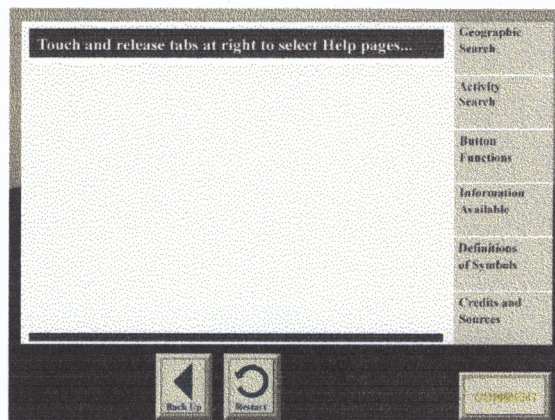 Touch and release tabs at right to select Help pages...
Geographic
Search
Activity
Search
Button
Functions
Information
Available
Definitions
of Symbols
Credits and
Sources
Back Up
Restart
COMMENT